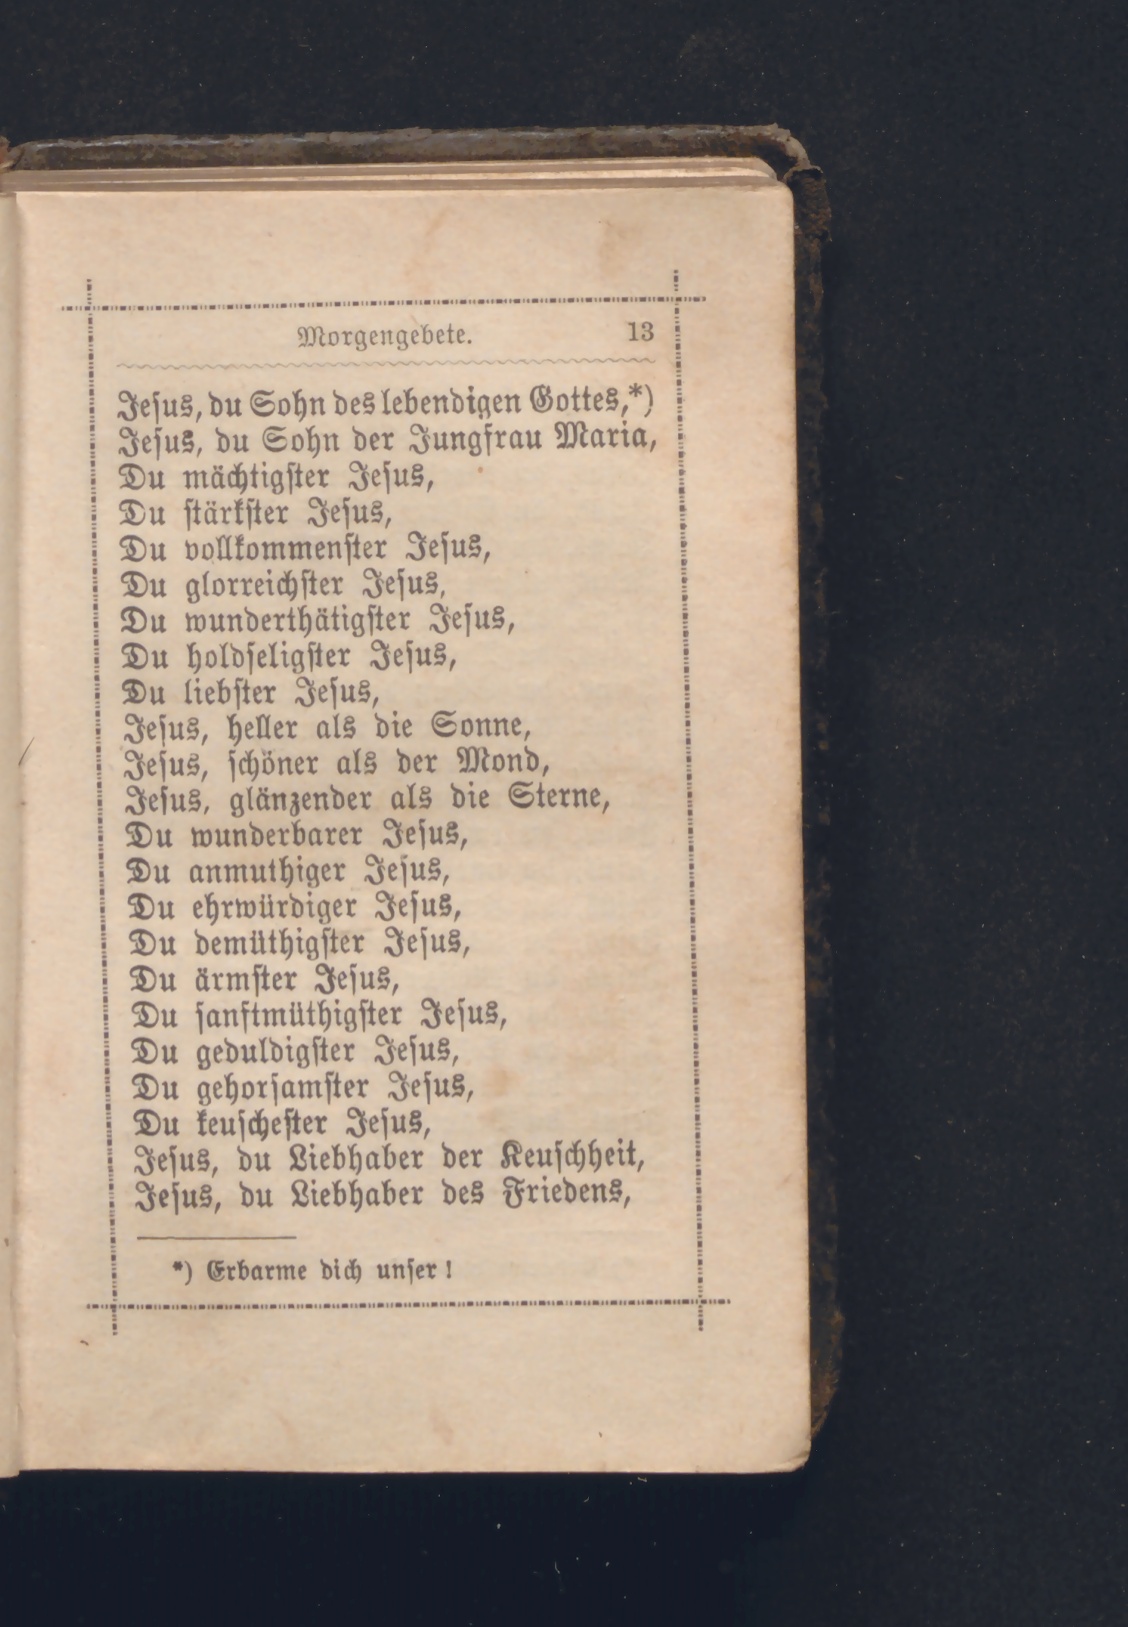 Morgengebete. 13
Jesus, du Sohn des lebendigen Gottes,*)
Jesus, du Sohn der Jungfrau Maria,
Du mächtigster Jesus,
Du stärkster Jesus,
Du vollkommenster Jesus,
Du glorreichster Jesus,
Du wunderthätigster Jesus,
Du holdseligster Jesus,
Du liebster Jesus,
Jesus, heller als die Sonne,
Jesus, schöner als der Mond,
Jesus, glänzender als die Sterne,
Du wunderbarer Jesus,
Du anmuthiger Jesus,
Du ehrwürdiger Jesus,
Du demüthigster Jesus,
Du ärmster Jesus,
Du sanftmüthigster Jesus,
Du geduldigster Jesus,
Du gehorsamster Jesus,
Du keuschester Jesus,
Jesus, du Liebhaber der Keuschheit,
Jesus, du Liebhaber des Friedens,
*) Erbarme dich unser!